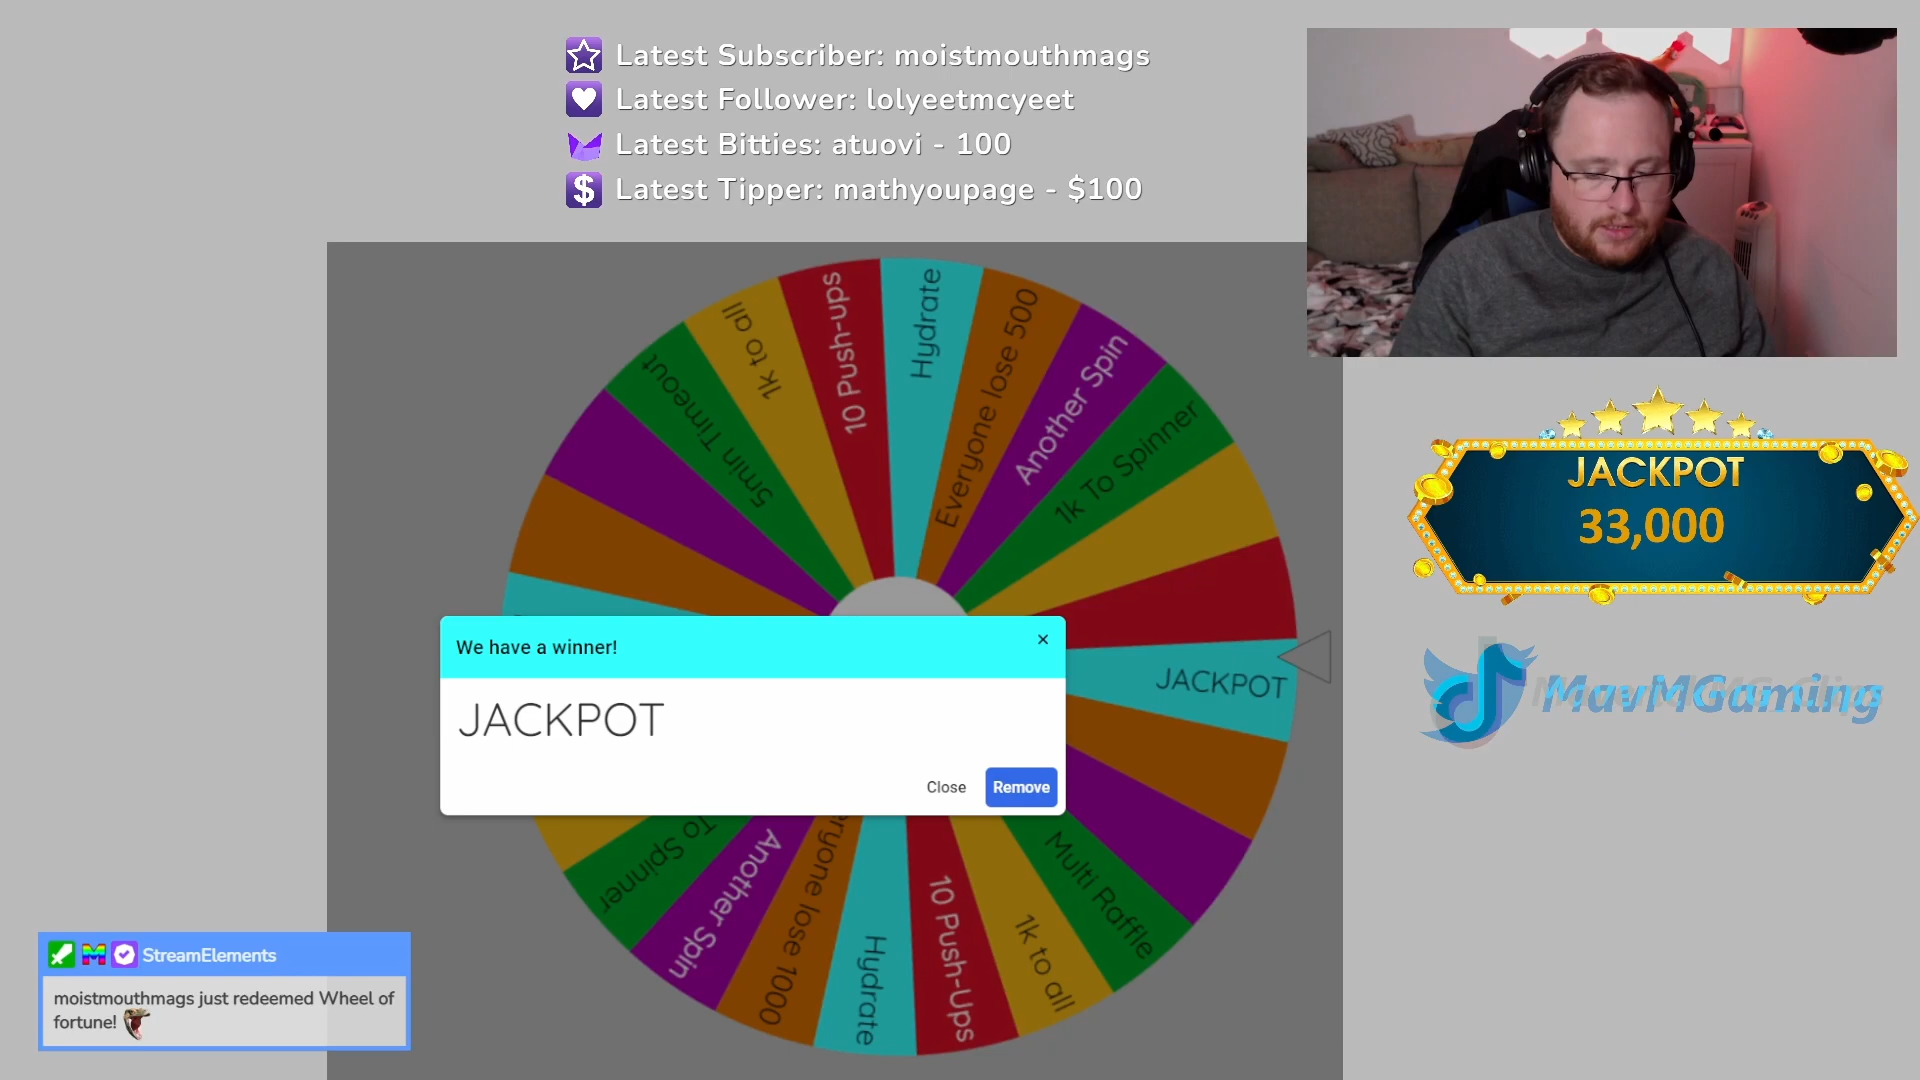 Latest Subscriber: moistmouthmags
Latest Follower: lolyeetmcyeet
Latest Bitties: atuovi - 100
Latest Tipper: mathyoupage - $100
5min Timeout
1k to all
10 Push-ups
Hydrate
Everyone lose 500
Another Spin
1k To Spinner
JACKPOT
33,000
We have a winner!
×
JACKPOT
Close
Remove
JACKPOT
MavMGaming
To Spinner
Another Spin
eryone lose 1000
Hydrate
10 Push-Ups
1k to all
Multi Raffle
StreamElements
moistmouthmags just redeemed Wheel of
fortune!